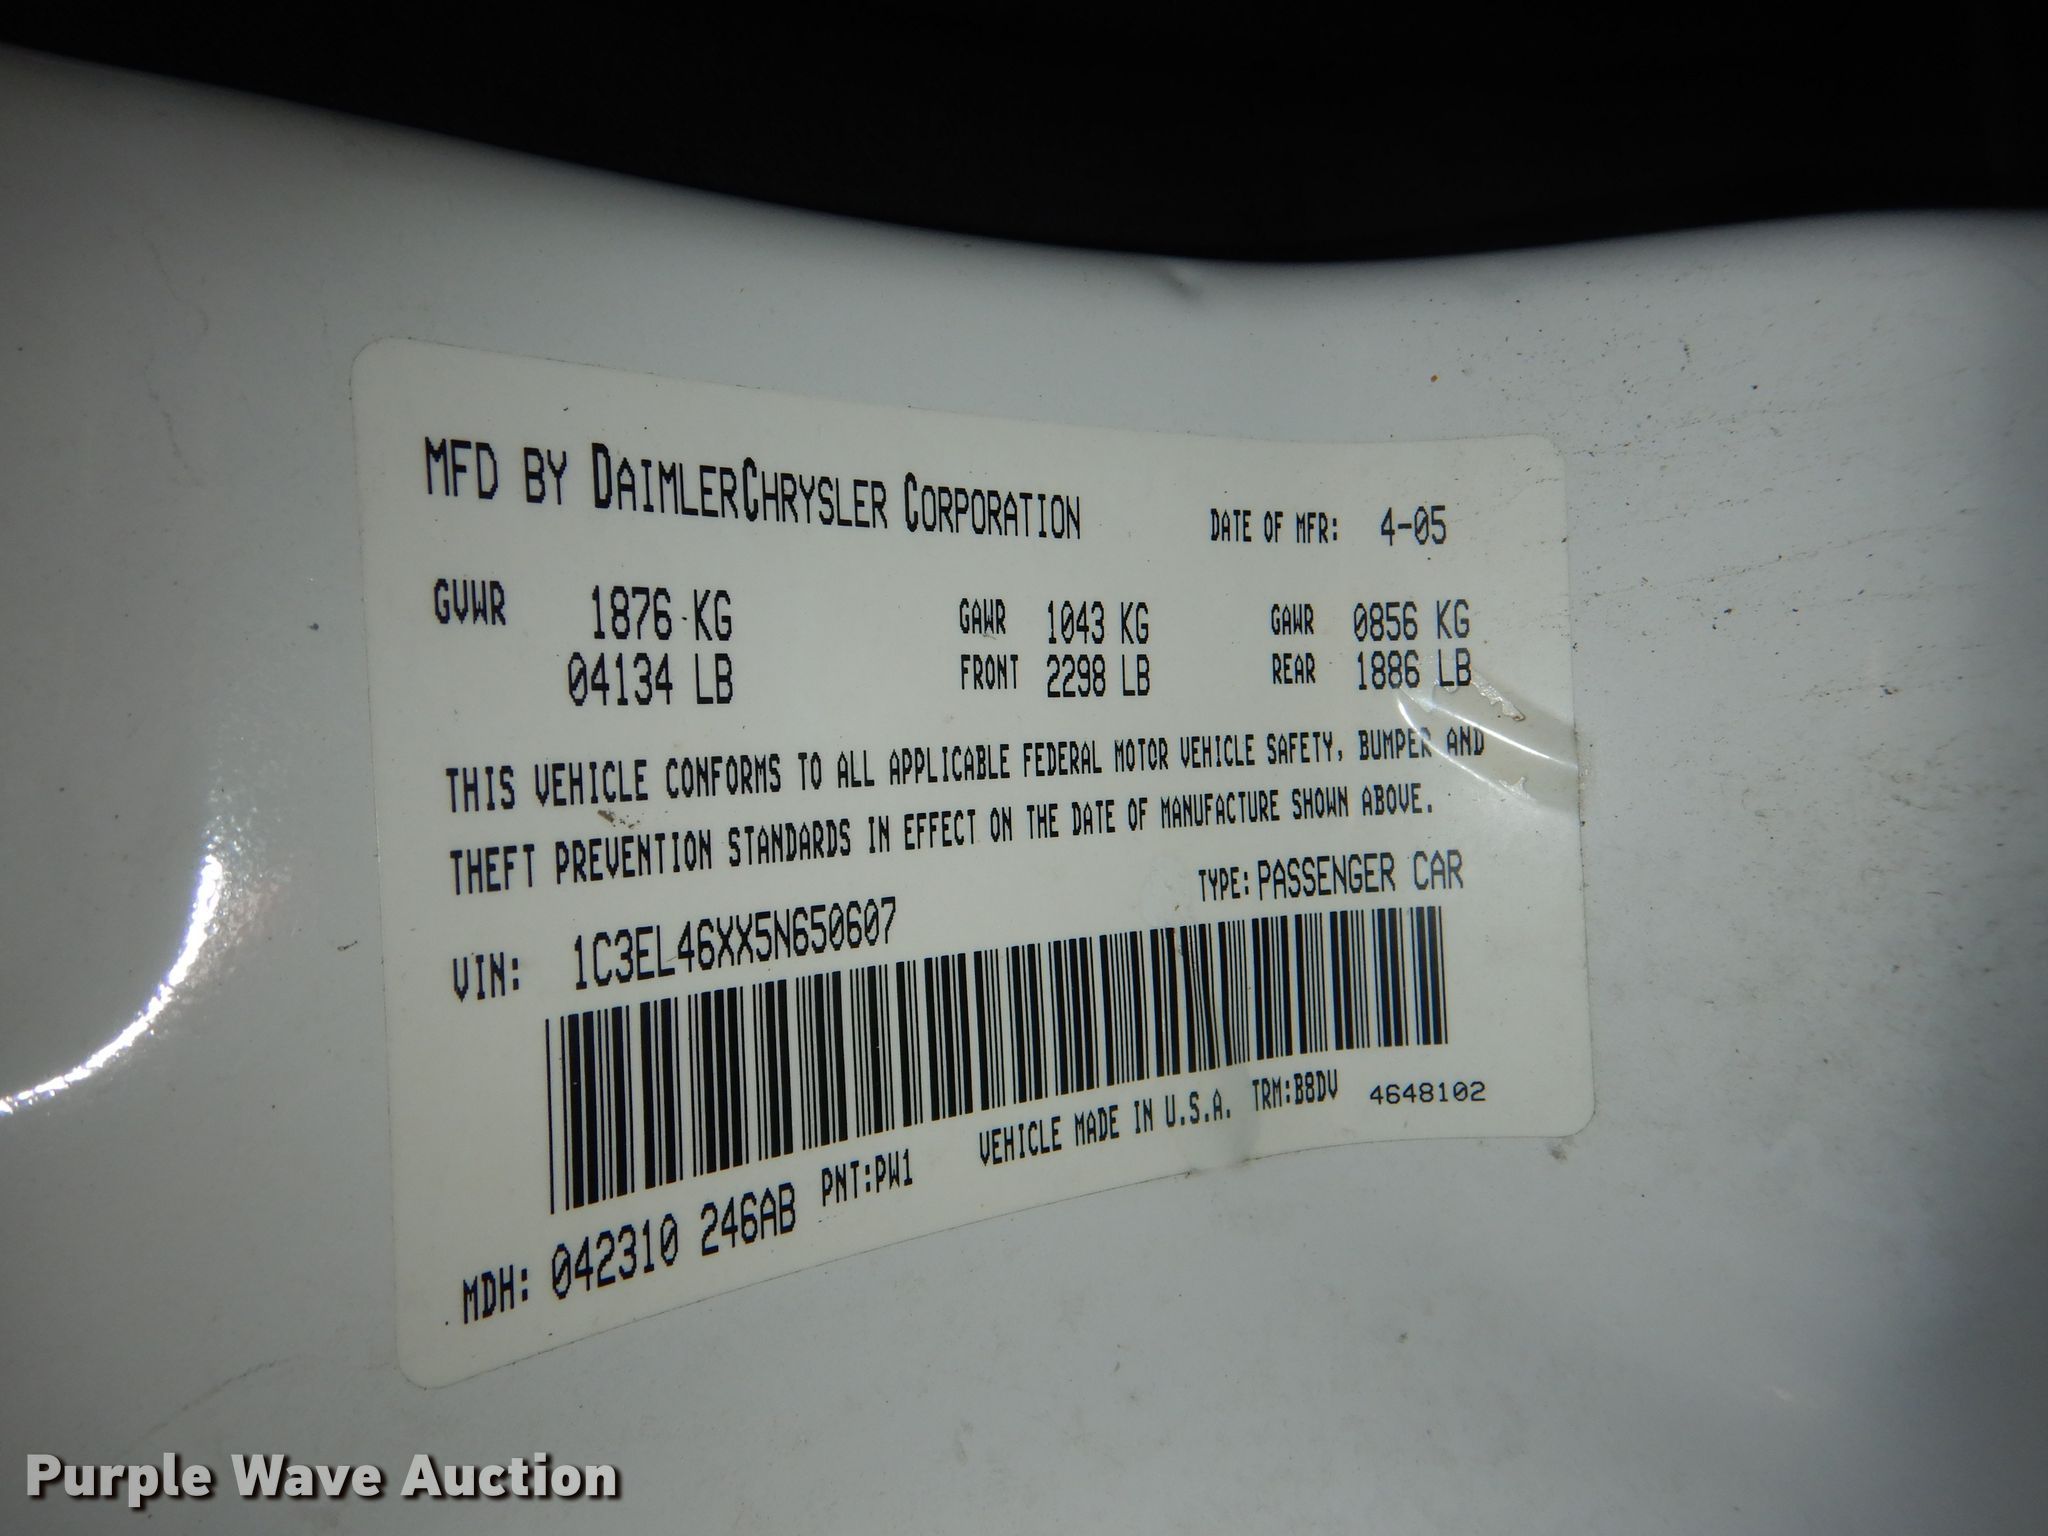 MFD BY DAIMLERCHRYSLER CORPORATION DATE OF MFR: 4-05
GVWR 1876 KG GAWR 1043 KG GAWR 0856 KG
04134 LB FRONT 2298 LB REAR 1886 LB
THIS VEHICLE CONFORMS TO ALL APPLICABLE FEDERAL MOTOR VEHICLE SAFETY, BUMPER AND
THEFT PREVENTION STANDARDS IN EFFECT ON THE DATE OF MANUFACTURE SHOWN ABOVE.
VIN: 1C3EL46XX5N650607 TYPE: PASSENGER CAR
MDH: 042310 246AB PNT:PW1 VEHICLE MADE IN U.S.A. TRM:B8DV 4648102
Purple Wave Auction